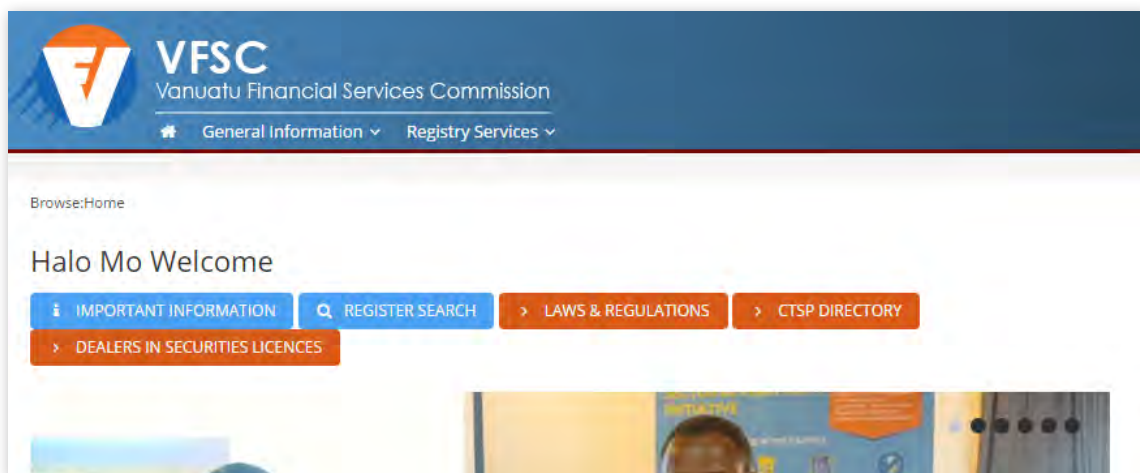 VFSC
Vanuatu Financial Services Commission
General Information
Registry Services
Browse:Home
Halo Mo Welcome
IMPORTANT INFORMATION
REGISTER SEARCH
LAWS & REGULATIONS
CTSP DIRECTORY
DEALERS IN SECURITIES LICENCES
INITIATIVE